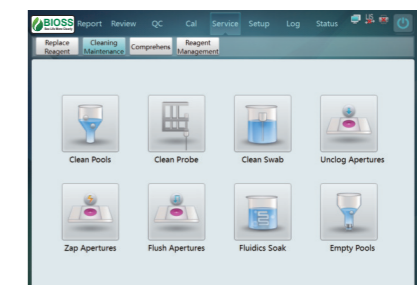 BIOSS Report Review QC Cal Service Setup Log Status
Replace Reagent
Cleaning Maintenance
Comprehens
Reagent Management
Clean Pools Clean Probe Clean Swab Unclog Apertures
Zap Apertures Flush Apertures Fluidics Soak Empty Pools